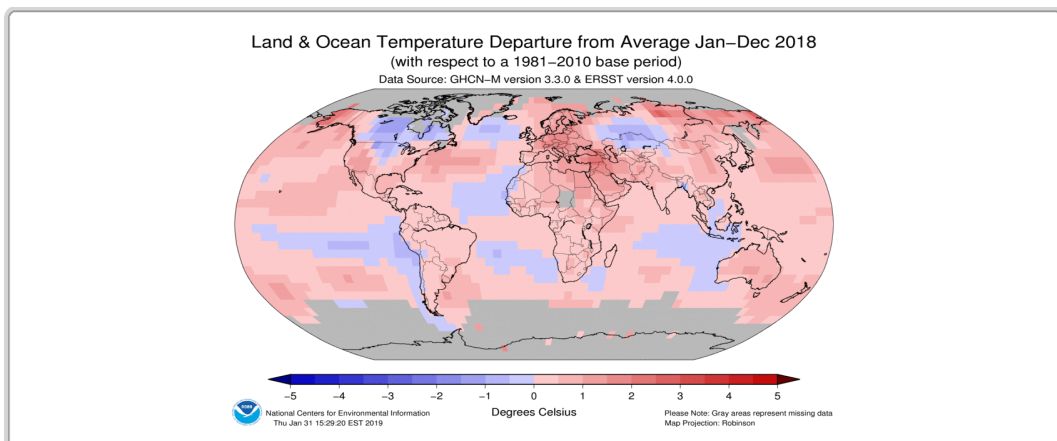 Land & Ocean Temperature Departure from Average Jan–Dec 2018
(with respect to a 1981–2010 base period)
Data Source: GHCN–M version 3.3.0 & ERSST version 4.0.0
−5 −4 −3 −2 −1 0 1 2 3 4 5
Degrees Celsius
National Centers for Environmental Information
Thu Jan 31 15:29:20 EST 2019
Please Note: Gray areas represent missing data
Map Projection: Robinson